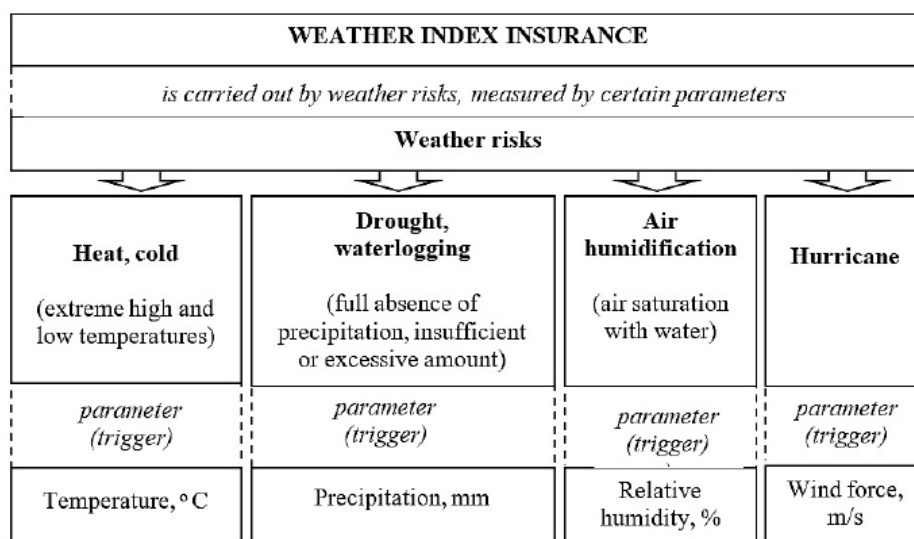 WEATHER INDEX INSURANCE
is carried out by weather risks, measured by certain parameters
Weather risks
Heat, cold
(extreme high and
low temperatures)
parameter
(trigger)
Temperature, °C
Drought,
waterlogging
(full absence of
precipitation, insufficient
or excessive amount)
parameter
(trigger)
Precipitation, mm
Air
humidification
(air saturation
with water)
parameter
(trigger)
Relative
humidity, %
Hurricane
parameter
(trigger)
Wind force,
m/s